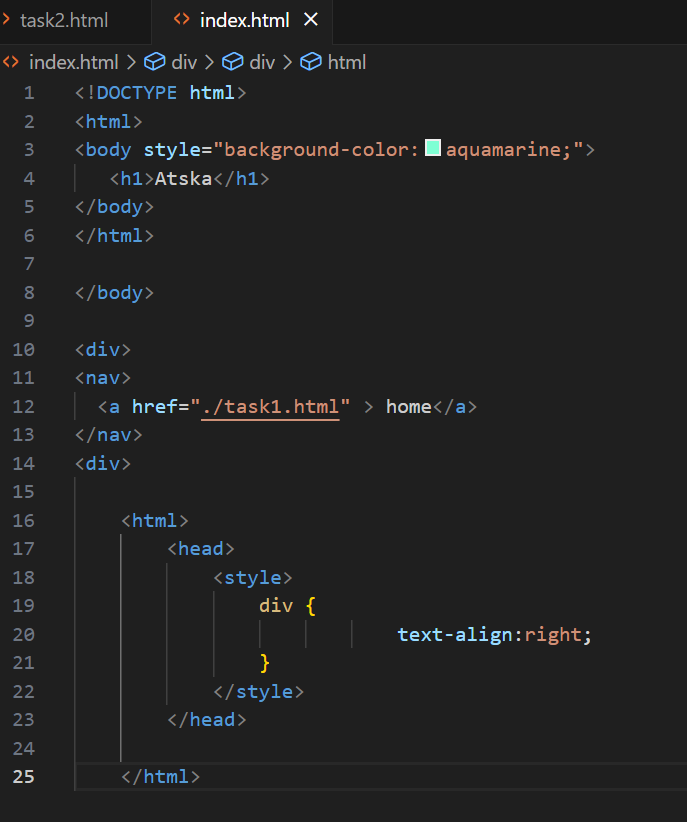 task2.html index.html
index.html > div > div > html
1 <!DOCTYPE html>
2 <html>
3 <body style="background-color: aquamarine;">
4 <h1>Atska</h1>
5 </body>
6 </html>
7
8 </body>
9
10 <div>
11 <nav>
12 <a href="./task1.html" > home</a>
13 </nav>
14 <div>
15
16 <html>
17 <head>
18 <style>
19 div {
20 text-align:right;
21 }
22 </style>
23 </head>
24
25 </html>